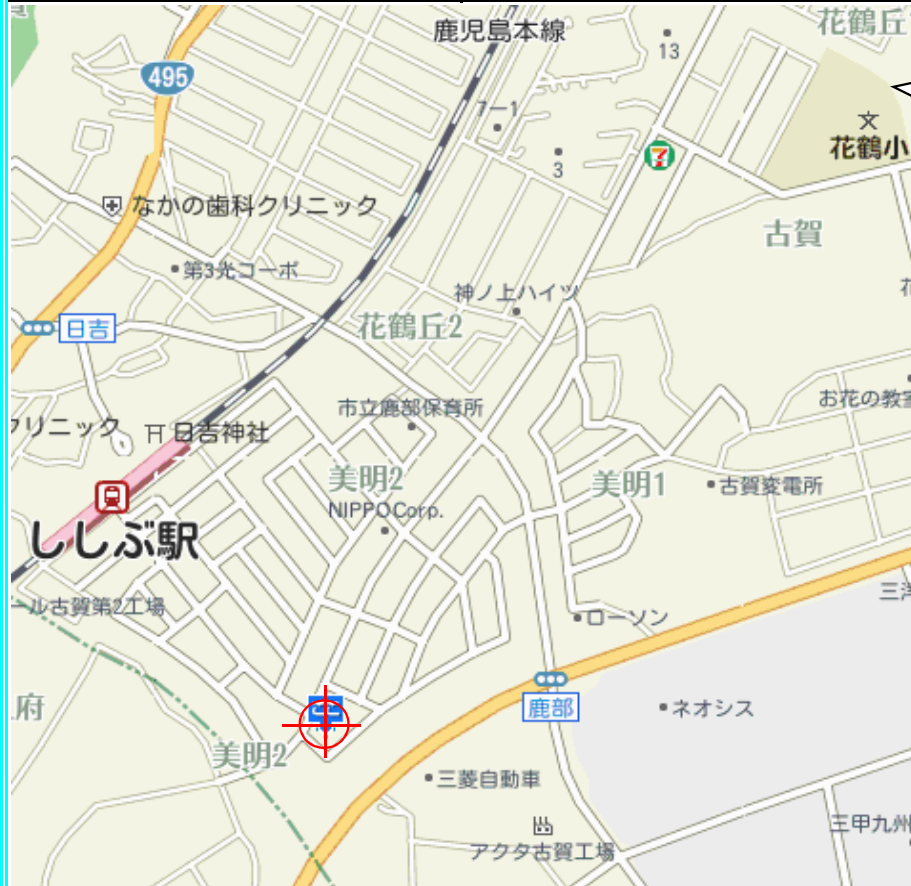 鹿児島本線
花鶴丘
13
495
7ー1
3
文
花鶴小
なかの歯科クリニック
古賀
第3光コーポ
神ノ上ハイツ
日吉
花鶴丘2
市立鹿部保育所
お花の教室
クリニック
日吉神社
美明2
美明1
古賀変電所
NIPPOCorp.
ししぶ駅
ール古賀第2工場
三洋
ローソン
府
鹿部
ネオシス
美明2
三菱自動車
三甲九州
アクタ古賀工場